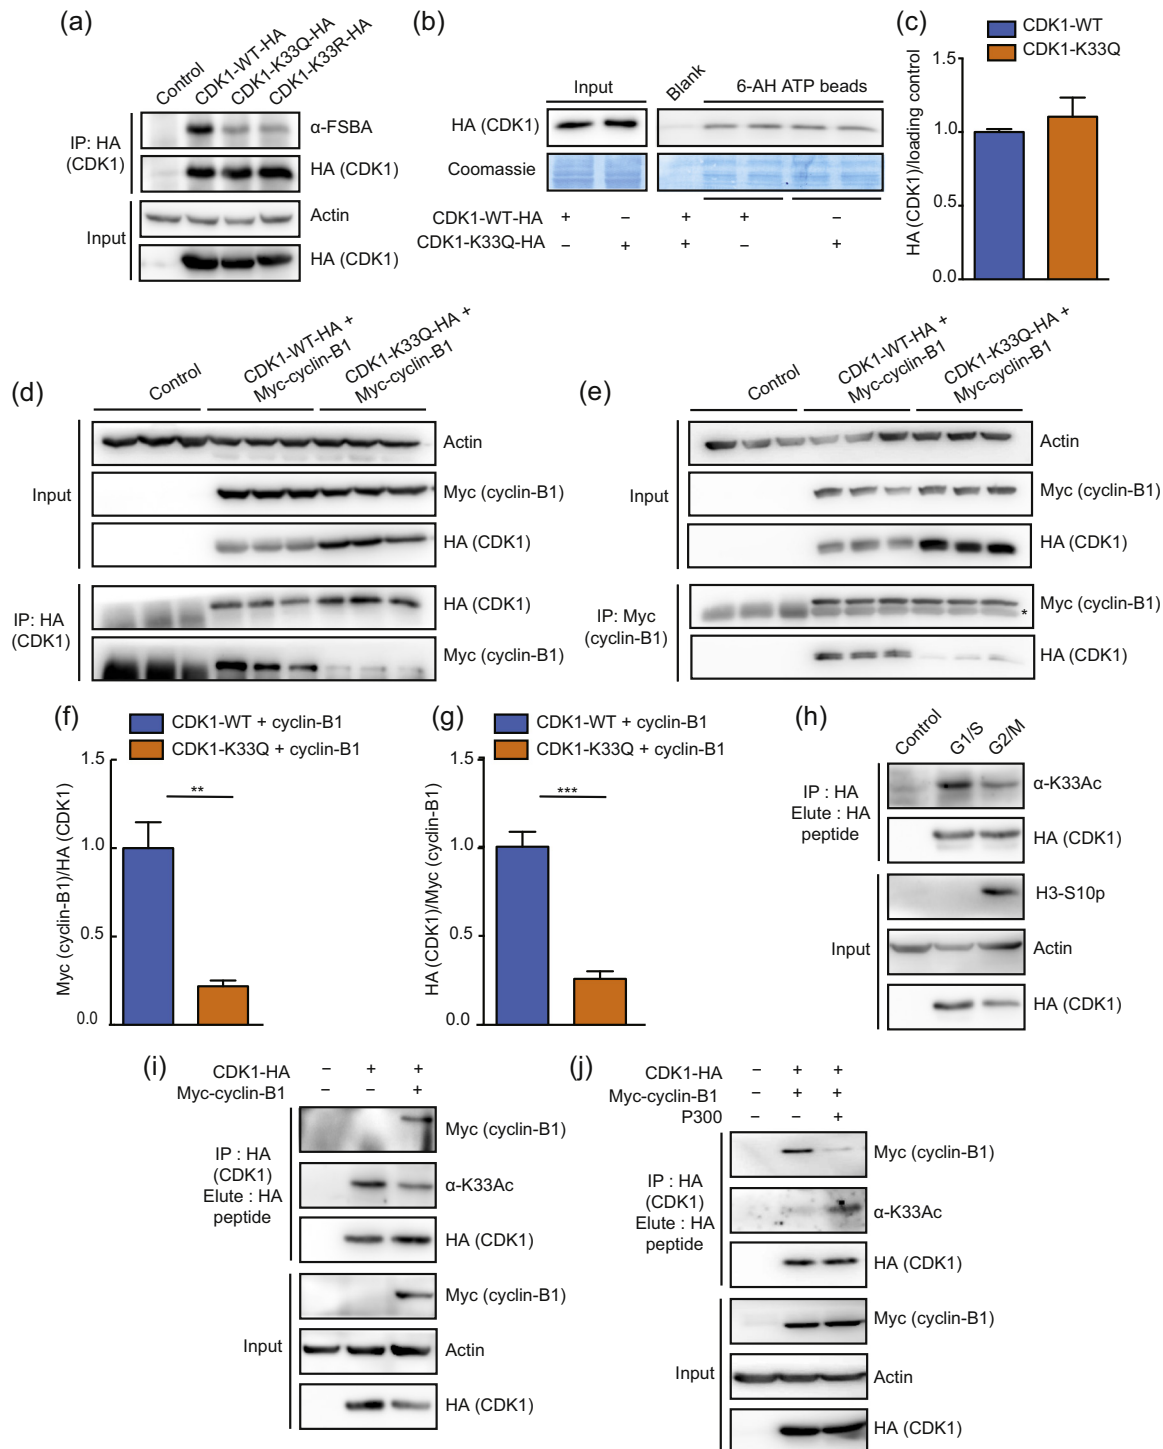 (a)
Control
CDK1-WT-HA
CDK1-K33Q-HA
CDK1-K33R-HA
IP: HA
(CDK1)
α-FSBA
HA (CDK1)
Input
Actin
HA (CDK1)
(b)
Input
Blank
6-AH ATP beads
HA (CDK1)
Coomassie
CDK1-WT-HA + – + + –
CDK1-K33Q-HA – + + – +
(c)
CDK1-WT
CDK1-K33Q
HA (CDK1)/loading control
1.5
1.0
0.5
0.0
(d)
Control
CDK1-WT-HA +
Myc-cyclin-B1
CDK1-K33Q-HA +
Myc-cyclin-B1
Input
Actin
Myc (cyclin-B1)
HA (CDK1)
IP: HA
(CDK1)
HA (CDK1)
Myc (cyclin-B1)
(e)
Control
CDK1-WT-HA +
Myc-cyclin-B1
CDK1-K33Q-HA +
Myc-cyclin-B1
Input
Actin
Myc (cyclin-B1)
HA (CDK1)
IP: Myc
(cyclin-B1)
Myc (cyclin-B1)
*
HA (CDK1)
(f)
CDK1-WT + cyclin-B1
CDK1-K33Q + cyclin-B1
Myc (cyclin-B1)/HA (CDK1)
1.5
1.0
0.5
0.0
**
(g)
CDK1-WT + cyclin-B1
CDK1-K33Q + cyclin-B1
HA (CDK1)/Myc (cyclin-B1)
1.5
1.0
0.5
0.0
***
(h)
Control
G1/S
G2/M
IP : HA
Elute : HA
peptide
α-K33Ac
HA (CDK1)
Input
H3-S10p
Actin
HA (CDK1)
(i)
CDK1-HA – + +
Myc-cyclin-B1 – – +
IP : HA
(CDK1)
Elute : HA
peptide
Myc (cyclin-B1)
α-K33Ac
HA (CDK1)
Input
Myc (cyclin-B1)
Actin
HA (CDK1)
(j)
CDK1-HA – + +
Myc-cyclin-B1 – + +
P300 – – +
IP : HA
(CDK1)
Elute : HA
peptide
Myc (cyclin-B1)
α-K33Ac
HA (CDK1)
Input
Myc (cyclin-B1)
Actin
HA (CDK1)